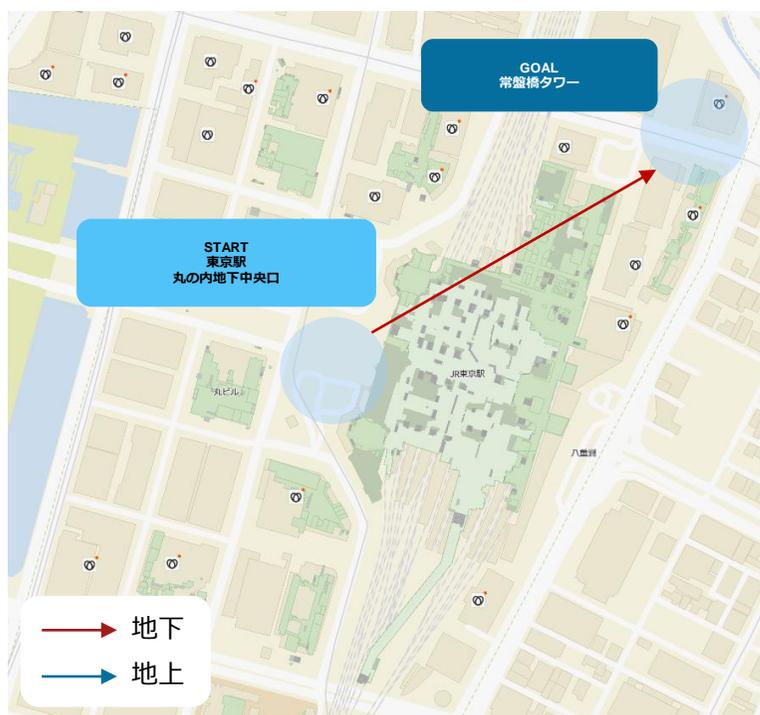 GOAL
常盤橋タワー
START
東京駅
丸の内地下中央口
JR東京駅
丸ビル
八重洲
地下
地上